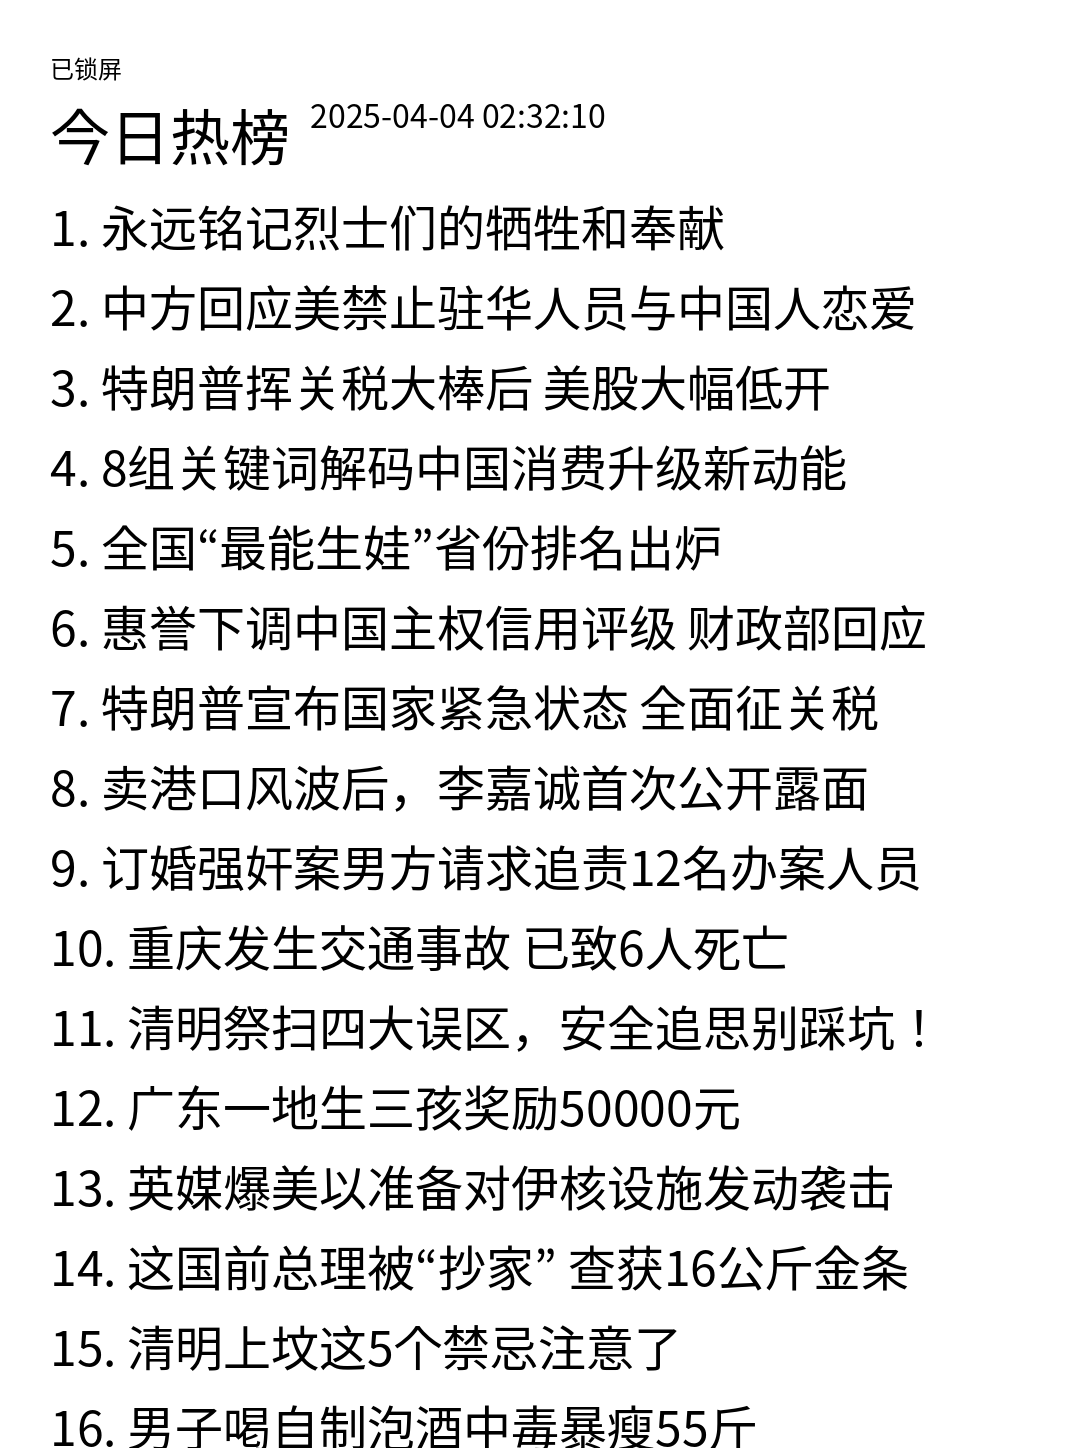 已锁屏
今日热榜 2025-04-04 02:32:10
1. 永远铭记烈士们的牺牲和奉献
2. 中方回应美禁止驻华人员与中国人恋爱
3. 特朗普挥关税大棒后 美股大幅低开
4. 8组关键词解码中国消费升级新动能
5. 全国“最能生娃”省份排名出炉
6. 惠誉下调中国主权信用评级 财政部回应
7. 特朗普宣布国家紧急状态 全面征关税
8. 卖港口风波后，李嘉诚首次公开露面
9. 订婚强奸案男方请求追责12名办案人员
10. 重庆发生交通事故 已致6人死亡
11. 清明祭扫四大误区，安全追思别踩坑！
12. 广东一地生三孩奖励50000元
13. 英媒爆美以准备对伊核设施发动袭击
14. 这国前总理被“抄家” 查获16公斤金条
15. 清明上坟这5个禁忌注意了
16. 男子喝自制泡酒中毒暴瘦55斤